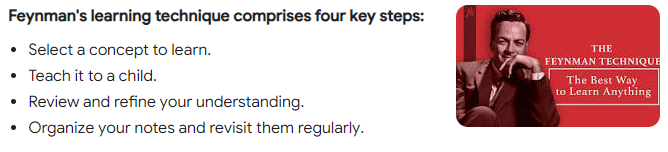 Feynman's learning technique comprises four key steps:
• Select a concept to learn.
• Teach it to a child.
• Review and refine your understanding.
• Organize your notes and revisit them regularly.
THE
FEYNMAN TECHNIQUE
The Best Way
to Learn Anything